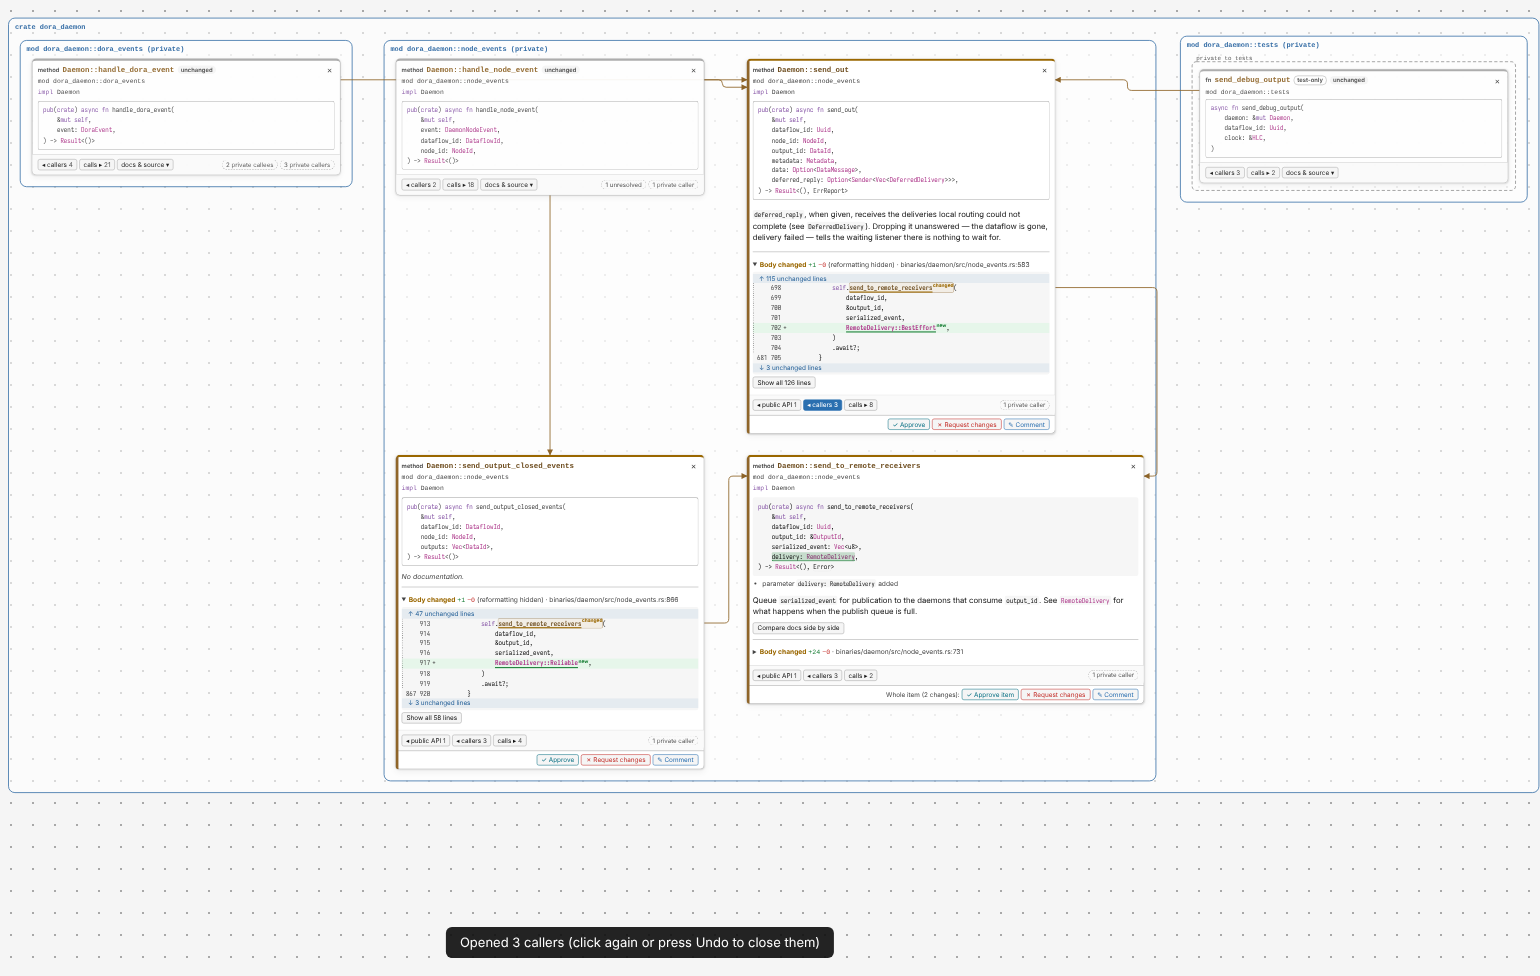 crate dora_daemon
mod dora_daemon::dora_events (private)
method Daemon::handle_dora_event unchanged ×
mod dora_daemon::dora_events
impl Daemon
pub(crate) async fn handle_dora_event(
&mut self,
event: DoraEvent,
) -> Result<()>
◂ callers 4 calls ▸ 21 docs & source ▾ 2 private callees 3 private callers
mod dora_daemon::node_events (private)
method Daemon::handle_node_event unchanged ×
mod dora_daemon::node_events
impl Daemon
pub(crate) async fn handle_node_event(
&mut self,
event: DaemonNodeEvent,
dataflow_id: DataflowId,
node_id: NodeId,
) -> Result<()>
◂ callers 2 calls ▸ 18 docs & source ▾ 1 unresolved 1 private caller
method Daemon::send_out ×
mod dora_daemon::node_events
impl Daemon
pub(crate) async fn send_out(
&mut self,
dataflow_id: Uuid,
node_id: NodeId,
output_id: DataId,
metadata: Metadata,
data: Option<DataMessage>,
deferred_reply: Option<Sender<Vec<DeferredDelivery>>>,
) -> Result<(), ErrReport>
deferred_reply, when given, receives the deliveries local routing could not
complete (see DeferredDelivery). Dropping it unanswered — the dataflow is gone,
delivery failed — tells the waiting listener there is nothing to wait for.
▾ Body changed +1 −0 (reformatting hidden) · binaries/daemon/src/node_events.rs:583
↑ 115 unchanged lines
698 self.send_to_remote_receivers changed (
699 dataflow_id,
700 &output_id,
701 serialized_event,
702 + RemoteDelivery::BestEffort new ,
703 )
704 .await?;
681 705 }
↓ 3 unchanged lines
Show all 126 lines
◂ public API 1 ◂ callers 3 calls ▸ 8 1 private caller
✓ Approve × Request changes ✎ Comment
mod dora_daemon::tests (private)
private to tests
fn send_debug_output test-only unchanged ×
mod dora_daemon::tests
async fn send_debug_output(
daemon: &mut Daemon,
dataflow_id: Uuid,
clock: &HLC,
)
◂ callers 3 calls ▸ 2 docs & source ▾
method Daemon::send_output_closed_events ×
mod dora_daemon::node_events
impl Daemon
pub(crate) async fn send_output_closed_events(
&mut self,
dataflow_id: DataflowId,
node_id: NodeId,
outputs: Vec<DataId>,
) -> Result<()>
No documentation.
▾ Body changed +1 −0 (reformatting hidden) · binaries/daemon/src/node_events.rs:866
↑ 47 unchanged lines
913 self.send_to_remote_receivers changed (
914 dataflow_id,
915 &output_id,
916 serialized_event,
917 + RemoteDelivery::Reliable new ,
918 )
919 .await?;
867 920 }
↓ 3 unchanged lines
Show all 58 lines
◂ public API 1 ◂ callers 3 calls ▸ 4 1 private caller
✓ Approve × Request changes ✎ Comment
method Daemon::send_to_remote_receivers ×
mod dora_daemon::node_events
impl Daemon
pub(crate) async fn send_to_remote_receivers(
&mut self,
dataflow_id: Uuid,
output_id: &OutputId,
serialized_event: Vec<u8>,
delivery: RemoteDelivery,
) -> Result<(), Error>
• parameter delivery: RemoteDelivery added
Queue serialized_event for publication to the daemons that consume output_id. See RemoteDelivery for
what happens when the publish queue is full.
Compare docs side by side
▸ Body changed +24 −0 · binaries/daemon/src/node_events.rs:731
◂ public API 1 ◂ callers 3 calls ▸ 2 1 private caller
Whole item (2 changes): ✓ Approve item × Request changes ✎ Comment
Opened 3 callers (click again or press Undo to close them)